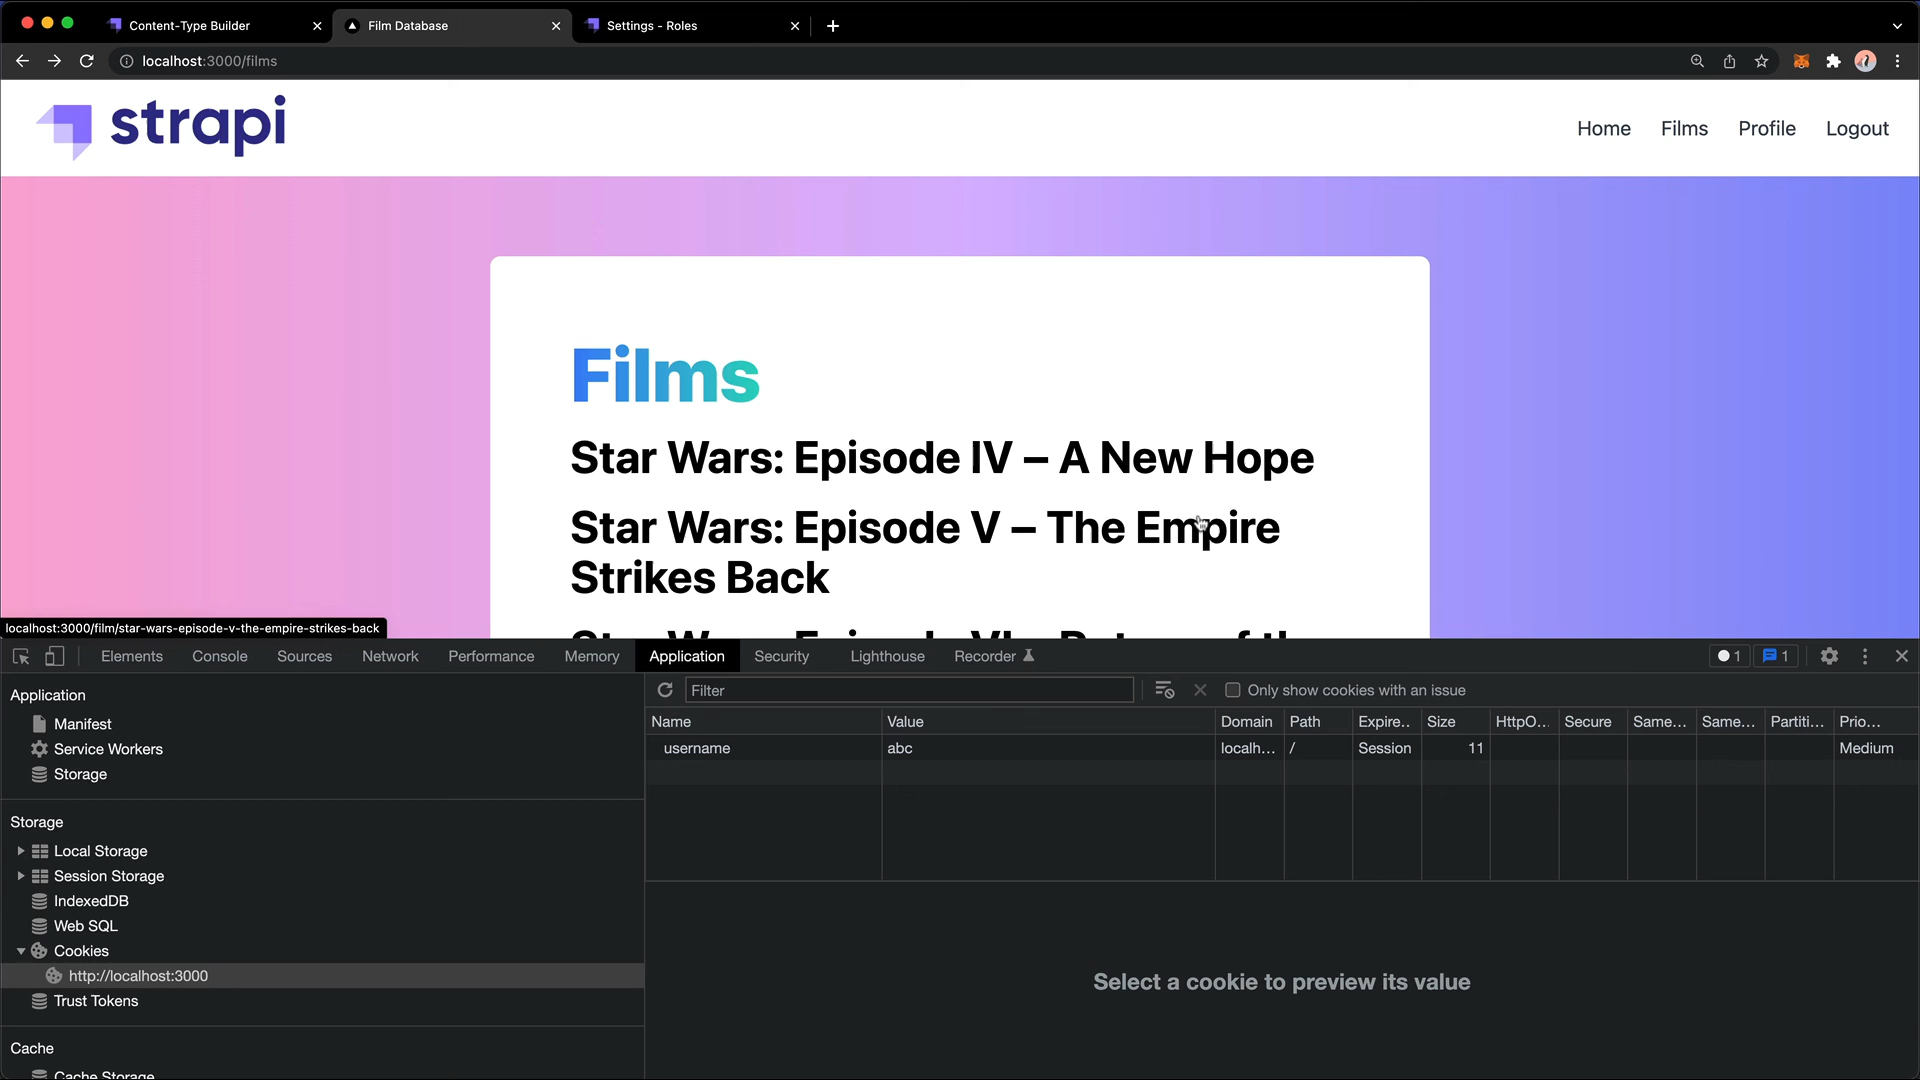 Content-Type Builder
Film Database
Settings - Roles
localhost:3000/films
strapi
Home
Films
Profile
Logout
Films
Star Wars: Episode IV – A New Hope
Star Wars: Episode V – The Empire
Strikes Back
localhost:3000/film/star-wars-episode-v-the-empire-strikes-back
Elements
Console
Sources
Network
Performance
Memory
Application
Security
Lighthouse
Recorder
1
1
Application
Manifest
Service Workers
Storage
Storage
Local Storage
Session Storage
IndexedDB
Web SQL
Cookies
http://localhost:3000
Trust Tokens
Cache
Cache Storage
Filter
Only show cookies with an issue
Name Value Domain Path Expire.. Size HttpO... Secure Same... Same... Partiti... Prio...
username abc localh... / Session 11 Medium
Select a cookie to preview its value